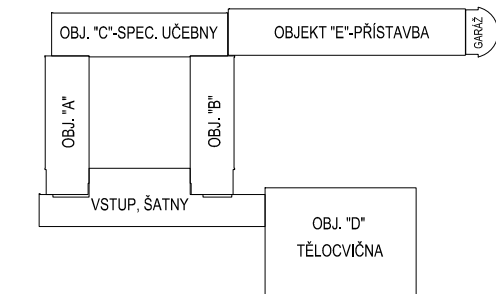 OBJ. "C"-SPEC. UČEBNY
OBJEKT "E"-PŘÍSTAVBA
GARÁŽ
OBJ. "A"
OBJ. "B"
VSTUP, ŠATNY
OBJ. "D"
TĚLOCVIČNA